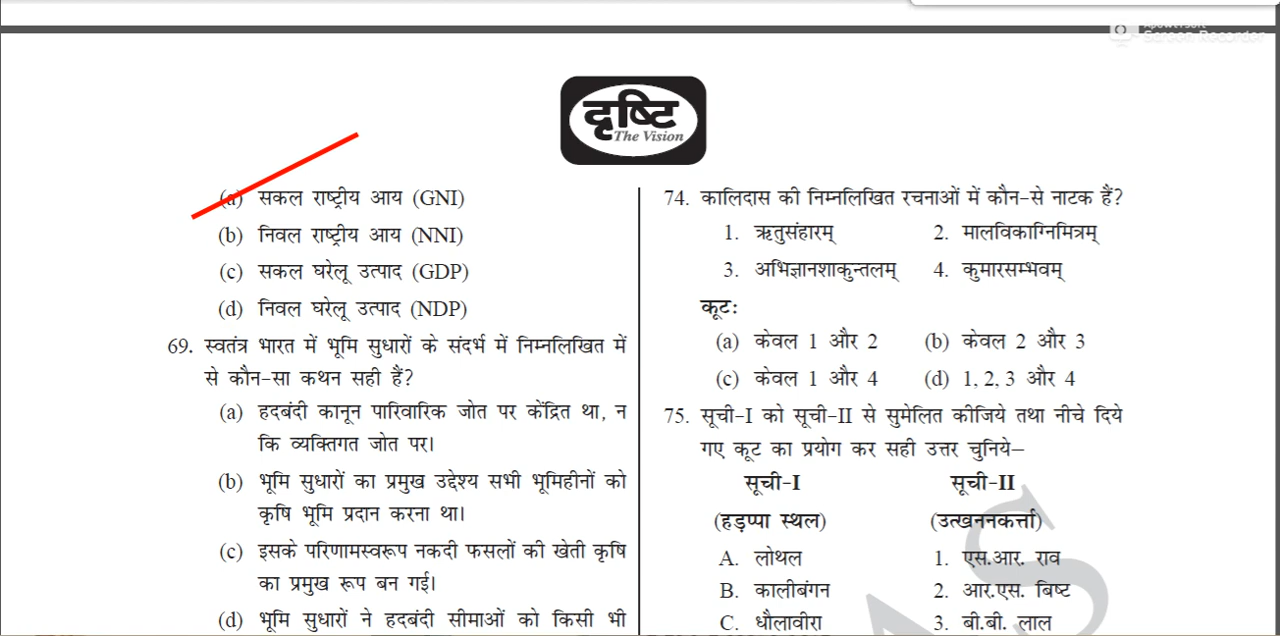 Apowersoft
Screen Recorder
दृष्टि
The Vision
(a) सकल राष्ट्रीय आय (GNI)
(b) निवल राष्ट्रीय आय (NNI)
(c) सकल घरेलू उत्पाद (GDP)
(d) निवल घरेलू उत्पाद (NDP)
69. स्वतंत्र भारत में भूमि सुधारों के संदर्भ में निम्नलिखित में
से कौन-सा कथन सही हैं?
(a) हदबंदी कानून पारिवारिक जोत पर केंद्रित था, न
कि व्यक्तिगत जोत पर।
(b) भूमि सुधारों का प्रमुख उद्देश्य सभी भूमिहीनों को
कृषि भूमि प्रदान करना था।
(c) इसके परिणामस्वरूप नकदी फसलों की खेती कृषि
का प्रमुख रूप बन गई।
(d) भूमि सुधारों ने हदबंदी सीमाओं को किसी भी
74. कालिदास की निम्नलिखित रचनाओं में कौन-से नाटक हैं?
1. ऋतुसंहारम् 2. मालविकाग्निमित्रम्
3. अभिज्ञानशाकुन्तलम् 4. कुमारसम्भवम्
कूटः
(a) केवल 1 और 2 (b) केवल 2 और 3
(c) केवल 1 और 4 (d) 1, 2, 3 और 4
75. सूची-I को सूची-II से सुमेलित कीजिये तथा नीचे दिये
गए कूट का प्रयोग कर सही उत्तर चुनिये–
सूची-I सूची-II
(हड़प्पा स्थल) (उत्खननकर्त्ता)
A. लोथल 1. एस.आर. राव
B. कालीबंगन 2. आर.एस. बिष्ट
C. धौलावीरा 3. बी.बी. लाल